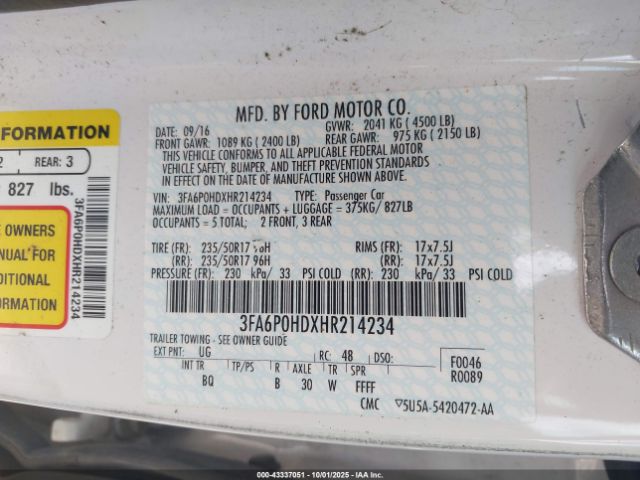 MFD. BY FORD MOTOR CO.
09/16 GVWR: 2041 KG ( 4500 LB)
FRONT GAWR: 1089 KG ( 2400 LB) REAR GAWR: 975 KG ( 2150 LB)
THIS VEHICLE CONFORMS TO ALL APPLICABLE FEDERAL MOTOR
VEHICLE SAFETY, BUMPER, AND THEFT PREVENTION STANDARDS
IN EFFECT ON THE DATE OF MANUFACTURE SHOWN ABOVE.
VIN: 3FA6P0HDXHR214234 TYPE: Passenger Car
MAXIMUM LOAD = OCCUPANTS + LUGGAGE = 375KG/ 827LB
OCCUPANTS = 5 TOTAL; 2 FRONT, 3 REAR
TIRE (FR): 235/50R17 RIMS (FR): 17x7.5J
(RR): 235/50R17 96H (RR): 17x7.5J
PRESSURE (FR): 230 kPa/ 33 PSI COLD (RR): 230 kPa/ 33 PSI COLD
3FA6P0HDXHR214234
TRAILER TOWING - SEE OWNER GUIDE
EXT PNT: UG RC: 48 DSO: F0046
INT TR TP/PS R AXLE TR SPR R0089
BQ B 30 W FFFF
CMC 5U5A-5420472-AA
FORMATION
2 REAR: 3
827 lbs.
E OWNERS
ANUAL FOR
DDITIONAL
ORMATION
3FA6P0HDXHR214234
000-43337051 - 10/01/2025 - IAAI.com